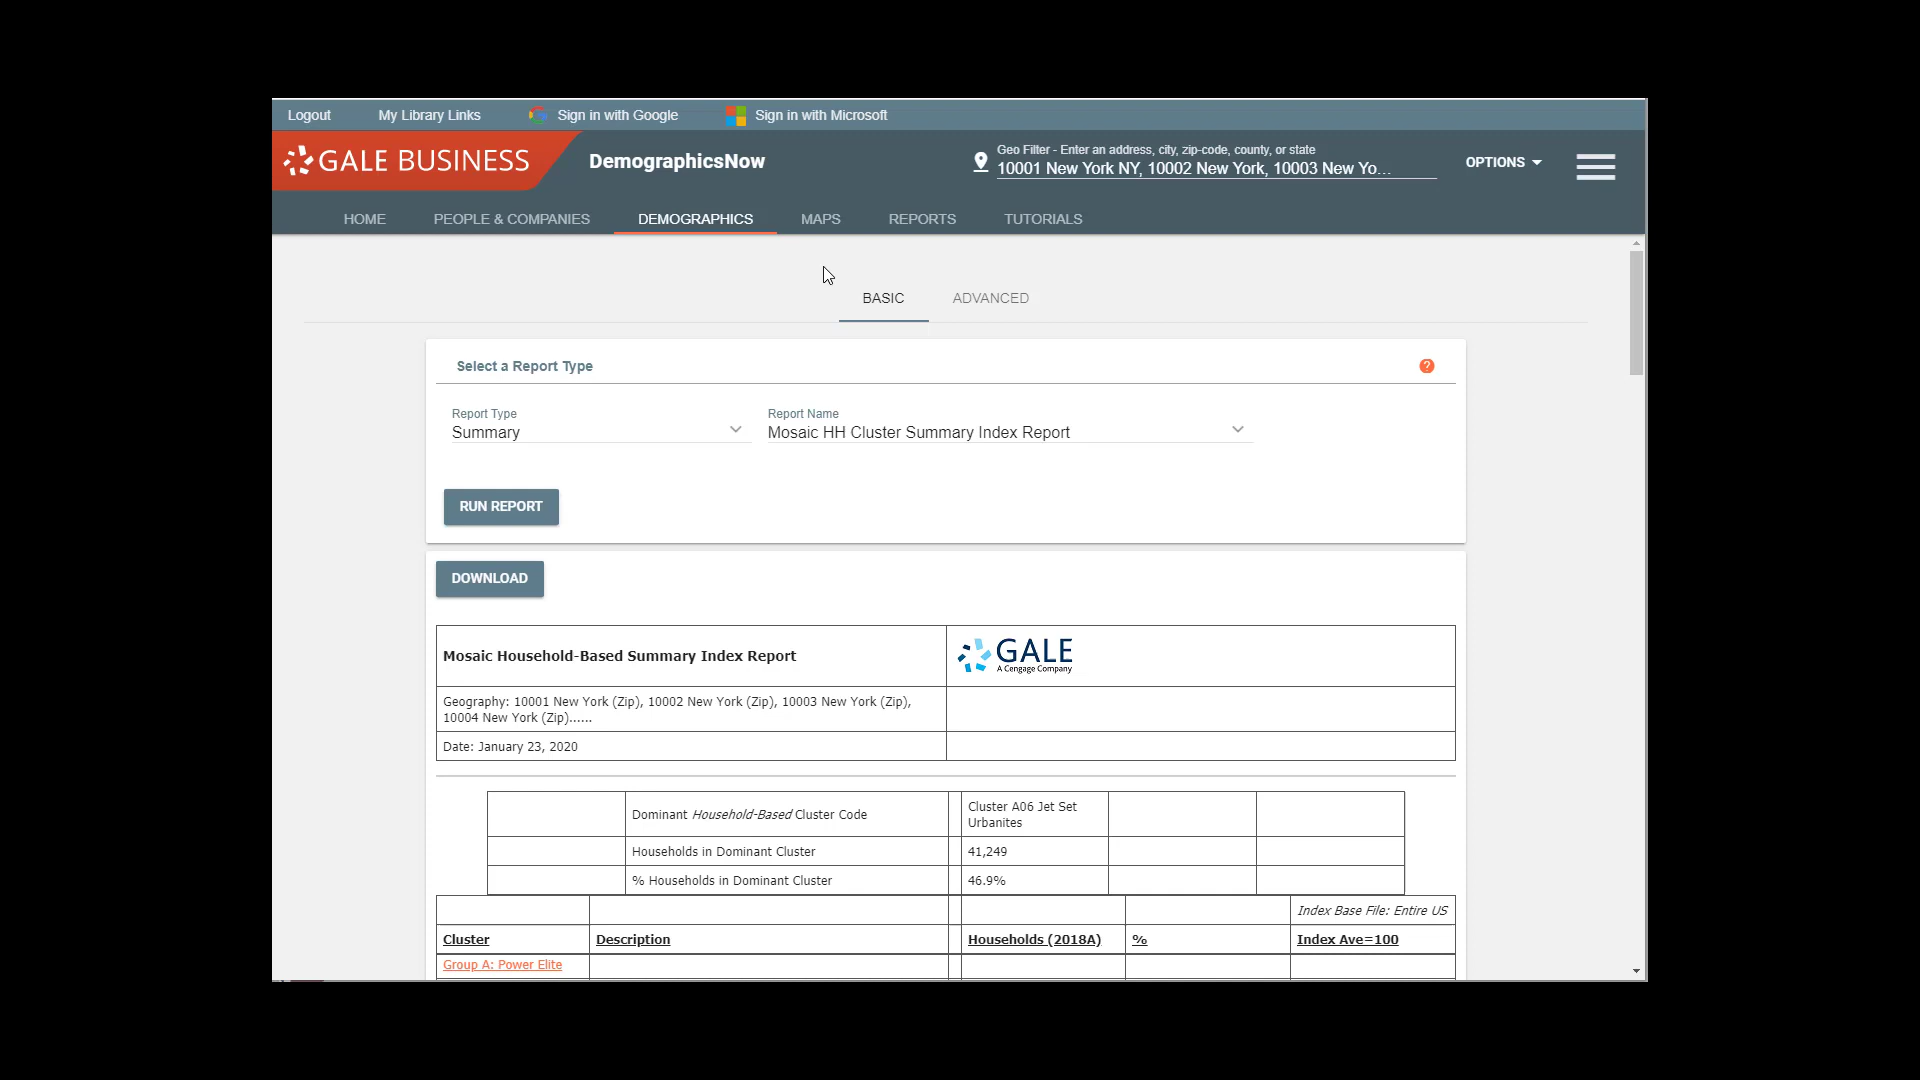 Logout My Library Links Sign in with Google Sign in with Microsoft
GALE BUSINESS DemographicsNow
Geo Filter - Enter an address, city, zip-code, county, or state
10001 New York NY, 10002 New York, 10003 New Yo...
OPTIONS
HOME PEOPLE & COMPANIES DEMOGRAPHICS MAPS REPORTS TUTORIALS
BASIC ADVANCED
Select a Report Type ?
Report Type Report Name
Summary Mosaic HH Cluster Summary Index Report
RUN REPORT
DOWNLOAD
Mosaic Household-Based Summary Index Report
GALE
A Cengage Company
Geography: 10001 New York (Zip), 10002 New York (Zip), 10003 New York (Zip),
10004 New York (Zip)......
Date: January 23, 2020
Dominant Household-Based Cluster Code Cluster A06 Jet Set
Urbanites
Households in Dominant Cluster 41,249
% Households in Dominant Cluster 46.9%
Index Base File: Entire US
Cluster Description Households (2018A) % Index Ave=100
Group A: Power Elite